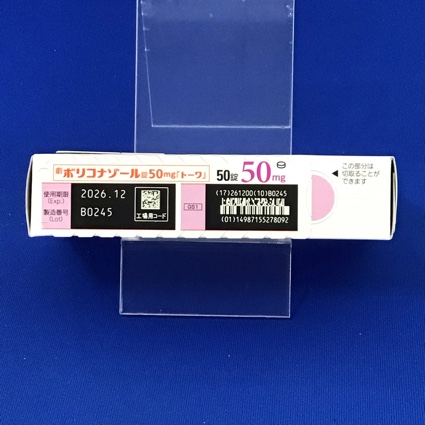 劇 ボリコナゾール錠50mg「トーワ」
50錠 50mg
使用期限
(Exp.)
2026.12
製造番号
(Lot)
B0245
工場用コード
GS1
(17)261200(10)B0245
(01)14987155278092
この部分は
切取ることが
できます